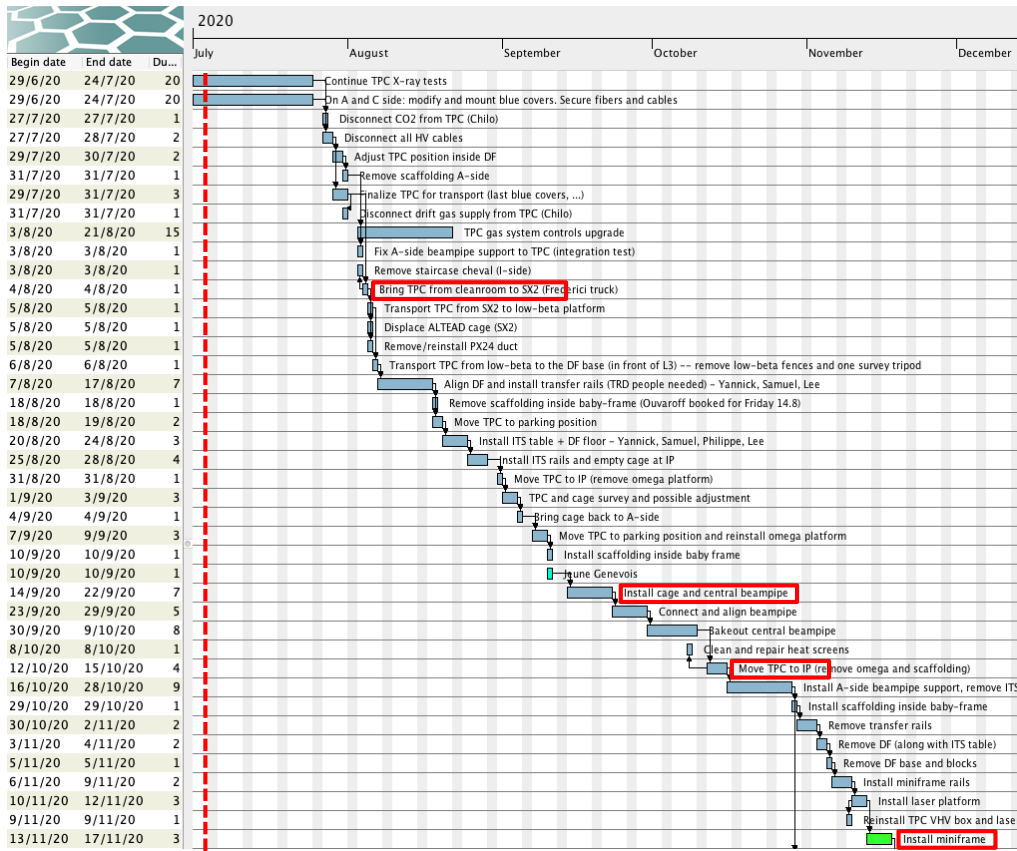 2020
July August September October November December
Begin date End date Du...
29/6/20 24/7/20 20 Continue TPC X-ray tests
29/6/20 24/7/20 20 On A and C side: modify and mount blue covers. Secure fibers and cables
27/7/20 27/7/20 1 Disconnect CO2 from TPC (Chilo)
27/7/20 28/7/20 2 Disconnect all HV cables
29/7/20 30/7/20 2 Adjust TPC position inside DF
31/7/20 31/7/20 1 Remove scaffolding A-side
29/7/20 31/7/20 3 Finalize TPC for transport (last blue covers, ...)
31/7/20 31/7/20 1 Disconnect drift gas supply from TPC (Chilo)
3/8/20 21/8/20 15 TPC gas system controls upgrade
3/8/20 3/8/20 1 Fix A-side beampipe support to TPC (integration test)
3/8/20 3/8/20 1 Remove staircase cheval (I-side)
4/8/20 4/8/20 1 Bring TPC from cleanroom to SX2 (Frederici truck)
5/8/20 5/8/20 1 Transport TPC from SX2 to low-beta platform
5/8/20 5/8/20 1 Displace ALTEAD cage (SX2)
5/8/20 5/8/20 1 Remove/reinstall PX24 duct
6/8/20 6/8/20 1 Transport TPC from low-beta to the DF base (in front of L3) -- remove low-beta fences and one survey tripod
7/8/20 17/8/20 7 Align DF and install transfer rails (TRD people needed) - Yannick, Samuel, Lee
18/8/20 18/8/20 1 Remove scaffolding inside baby-frame (Ouvaroff booked for Friday 14.8)
18/8/20 19/8/20 2 Move TPC to parking position
20/8/20 24/8/20 3 Install ITS table + DF floor - Yannick, Samuel, Philippe, Lee
25/8/20 28/8/20 4 Install ITS rails and empty cage at IP
31/8/20 31/8/20 1 Move TPC to IP (remove omega platform)
1/9/20 3/9/20 3 TPC and cage survey and possible adjustment
4/9/20 4/9/20 1 Bring cage back to A-side
7/9/20 9/9/20 3 Move TPC to parking position and reinstall omega platform
10/9/20 10/9/20 1 Install scaffolding inside baby frame
10/9/20 10/9/20 1 Jeune Genevois
14/9/20 22/9/20 7 Install cage and central beampipe
23/9/20 29/9/20 5 Connect and align beampipe
30/9/20 9/10/20 8 Bakeout central beampipe
8/10/20 8/10/20 1 Clean and repair heat screens
12/10/20 15/10/20 4 Move TPC to IP (remove omega and scaffolding)
16/10/20 28/10/20 9 Install A-side beampipe support, remove ITS
29/10/20 29/10/20 1 Install scaffolding inside baby-frame
30/10/20 2/11/20 2 Remove transfer rails
3/11/20 4/11/20 2 Remove DF (along with ITS table)
5/11/20 5/11/20 1 Remove DF base and blocks
6/11/20 9/11/20 2 Install miniframe rails
10/11/20 12/11/20 3 Install laser platform
9/11/20 9/11/20 1 Reinstall TPC VHV box and lase
13/11/20 17/11/20 3 Install miniframe